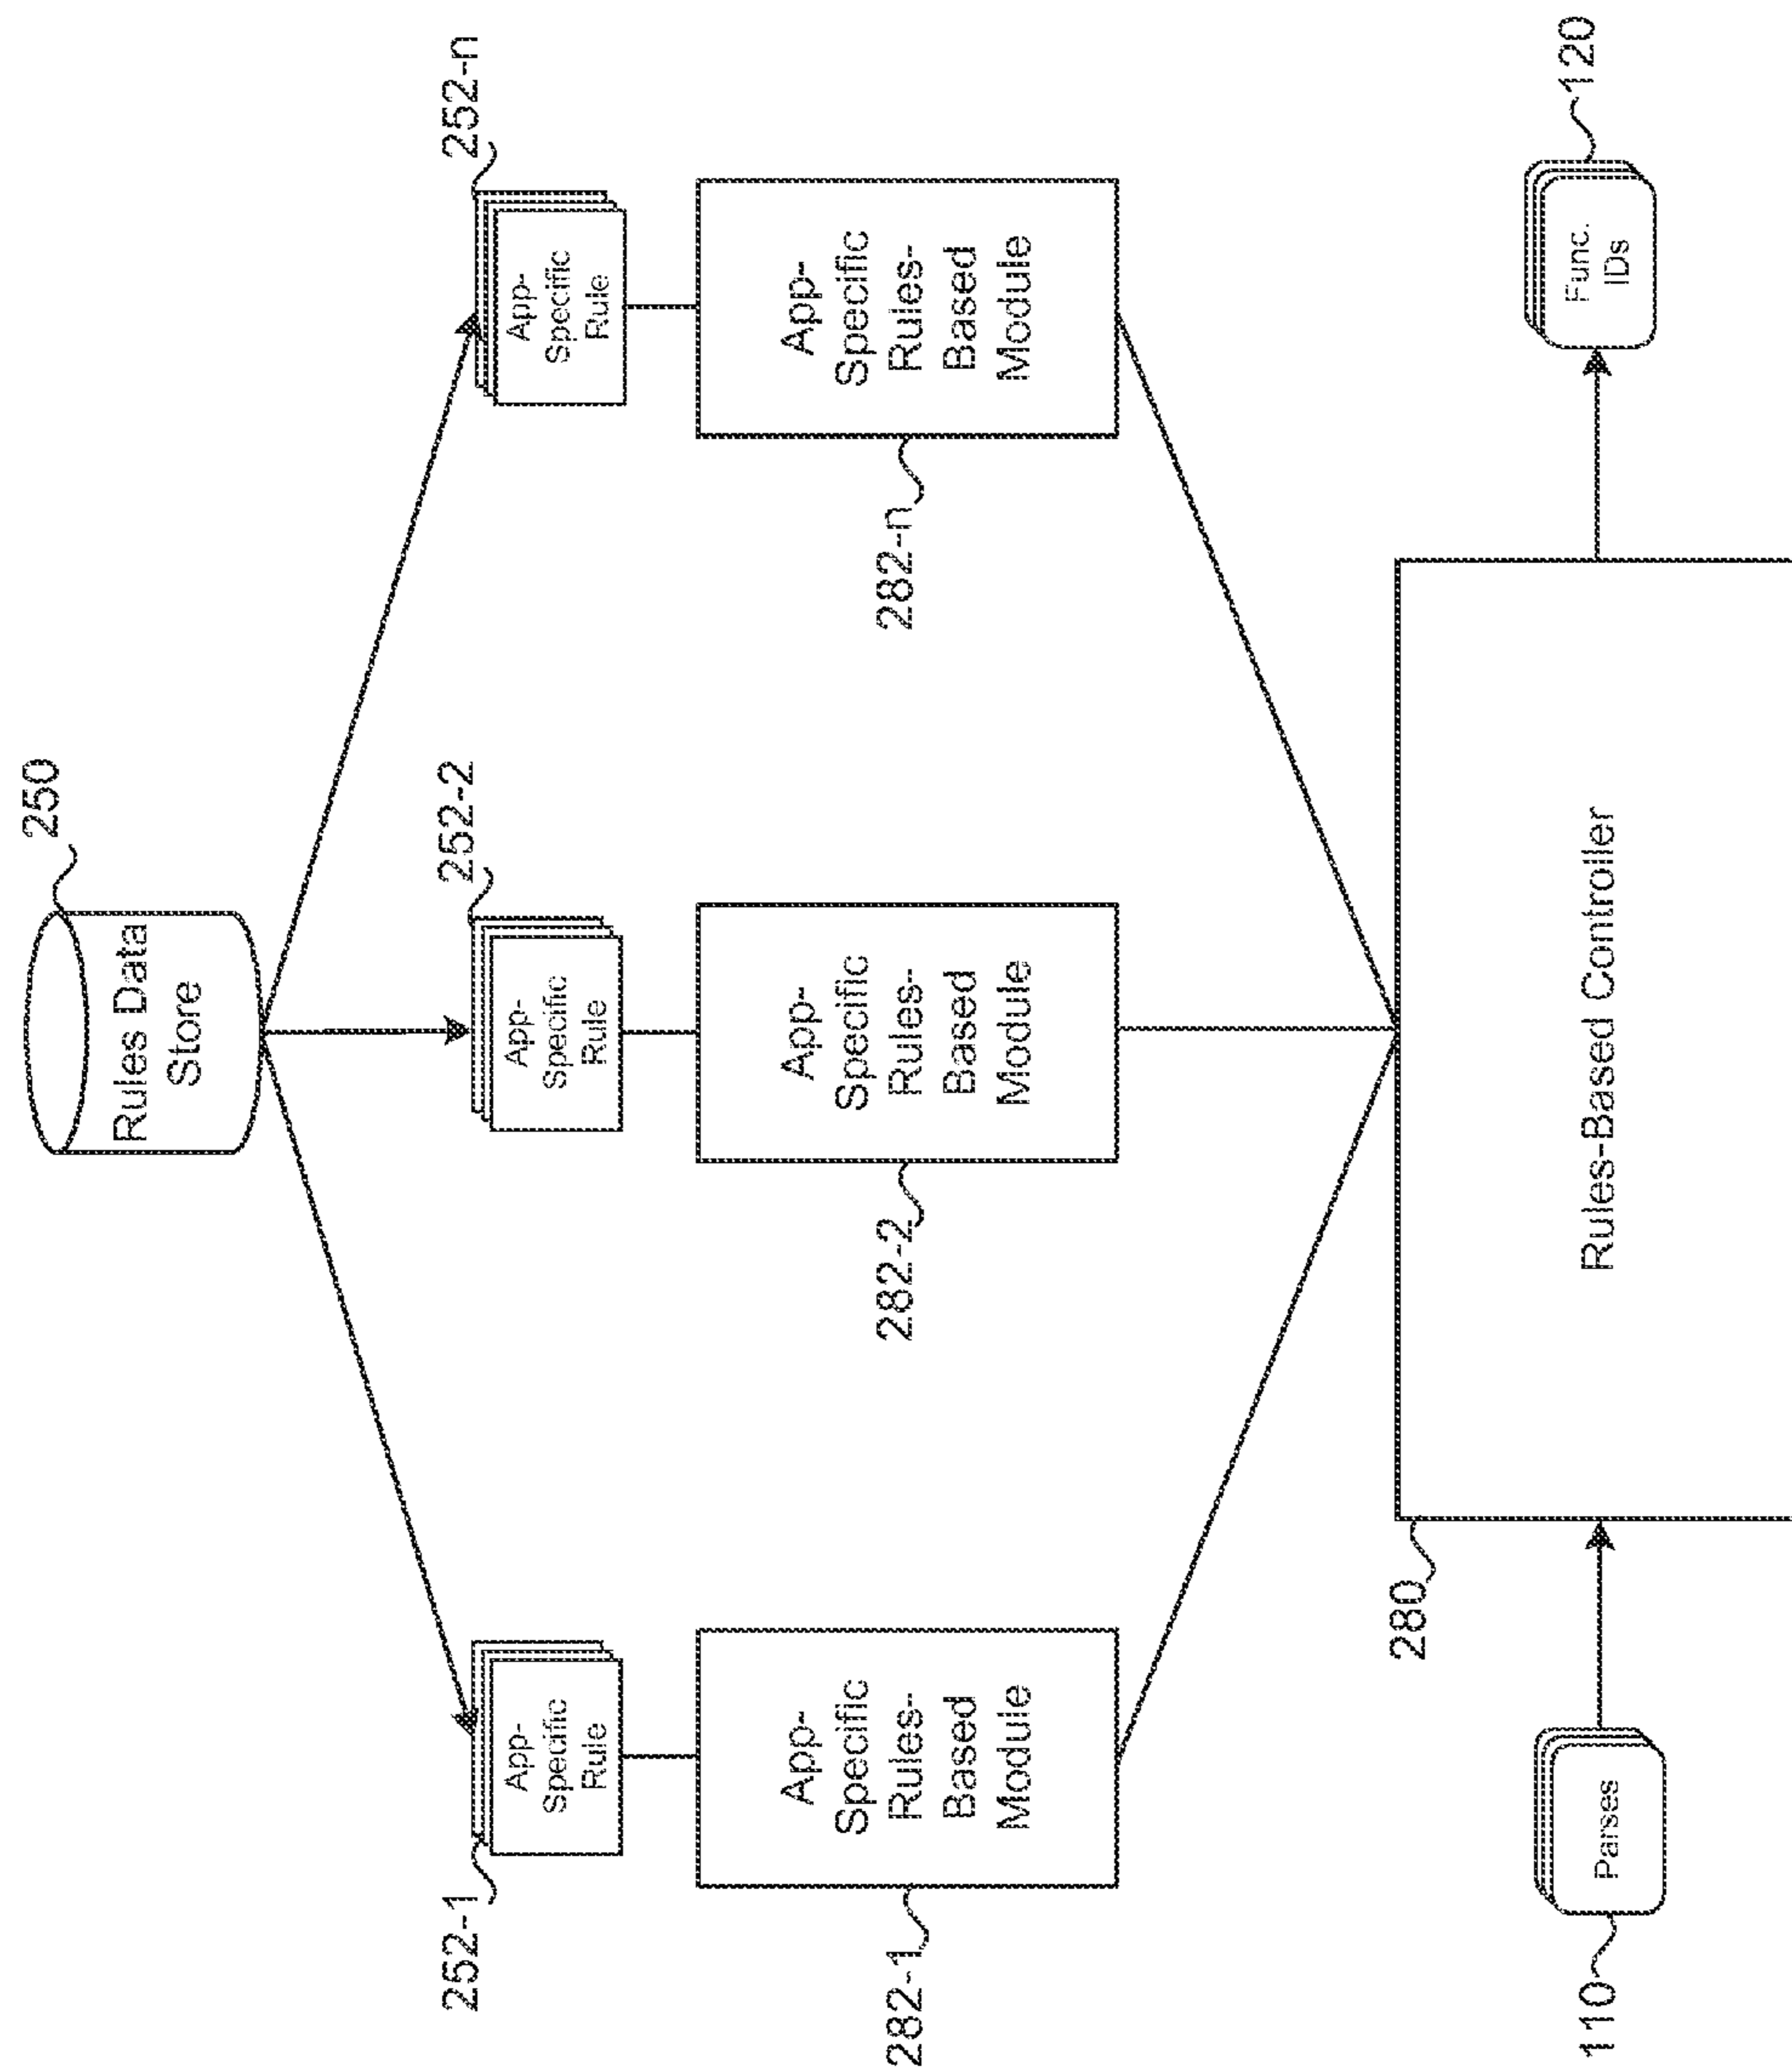 250
Rules Data
Store
252-1
252-2
252-n
App-
Specific
Rule
App-
Specific
Rule
App-
Specific
Rule
App-
Specific
Rules-
Based
Module
App-
Specific
Rules-
Based
Module
App-
Specific
Rules-
Based
Module
282-1
282-2
282-n
280
110
Parses
Rules-Based Controller
Func.
IDs
120